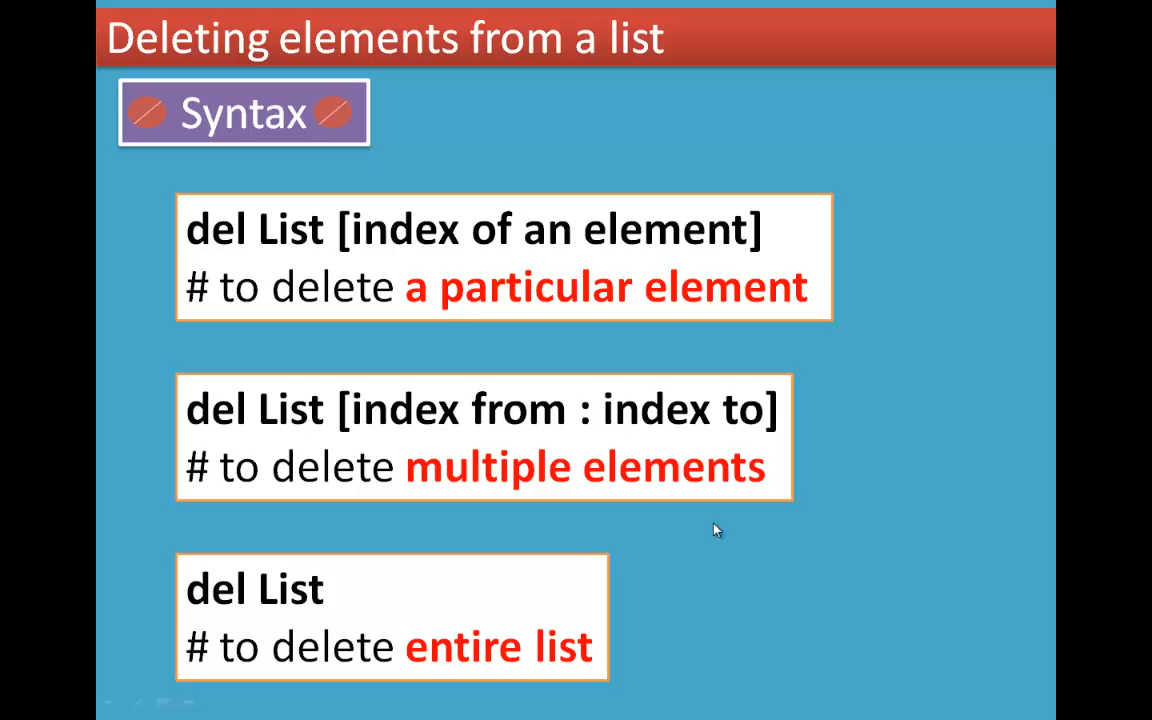 Deleting elements from a list
Syntax
del List [index of an element]
# to delete a particular element
del List [index from : index to]
# to delete multiple elements
del List
# to delete entire list